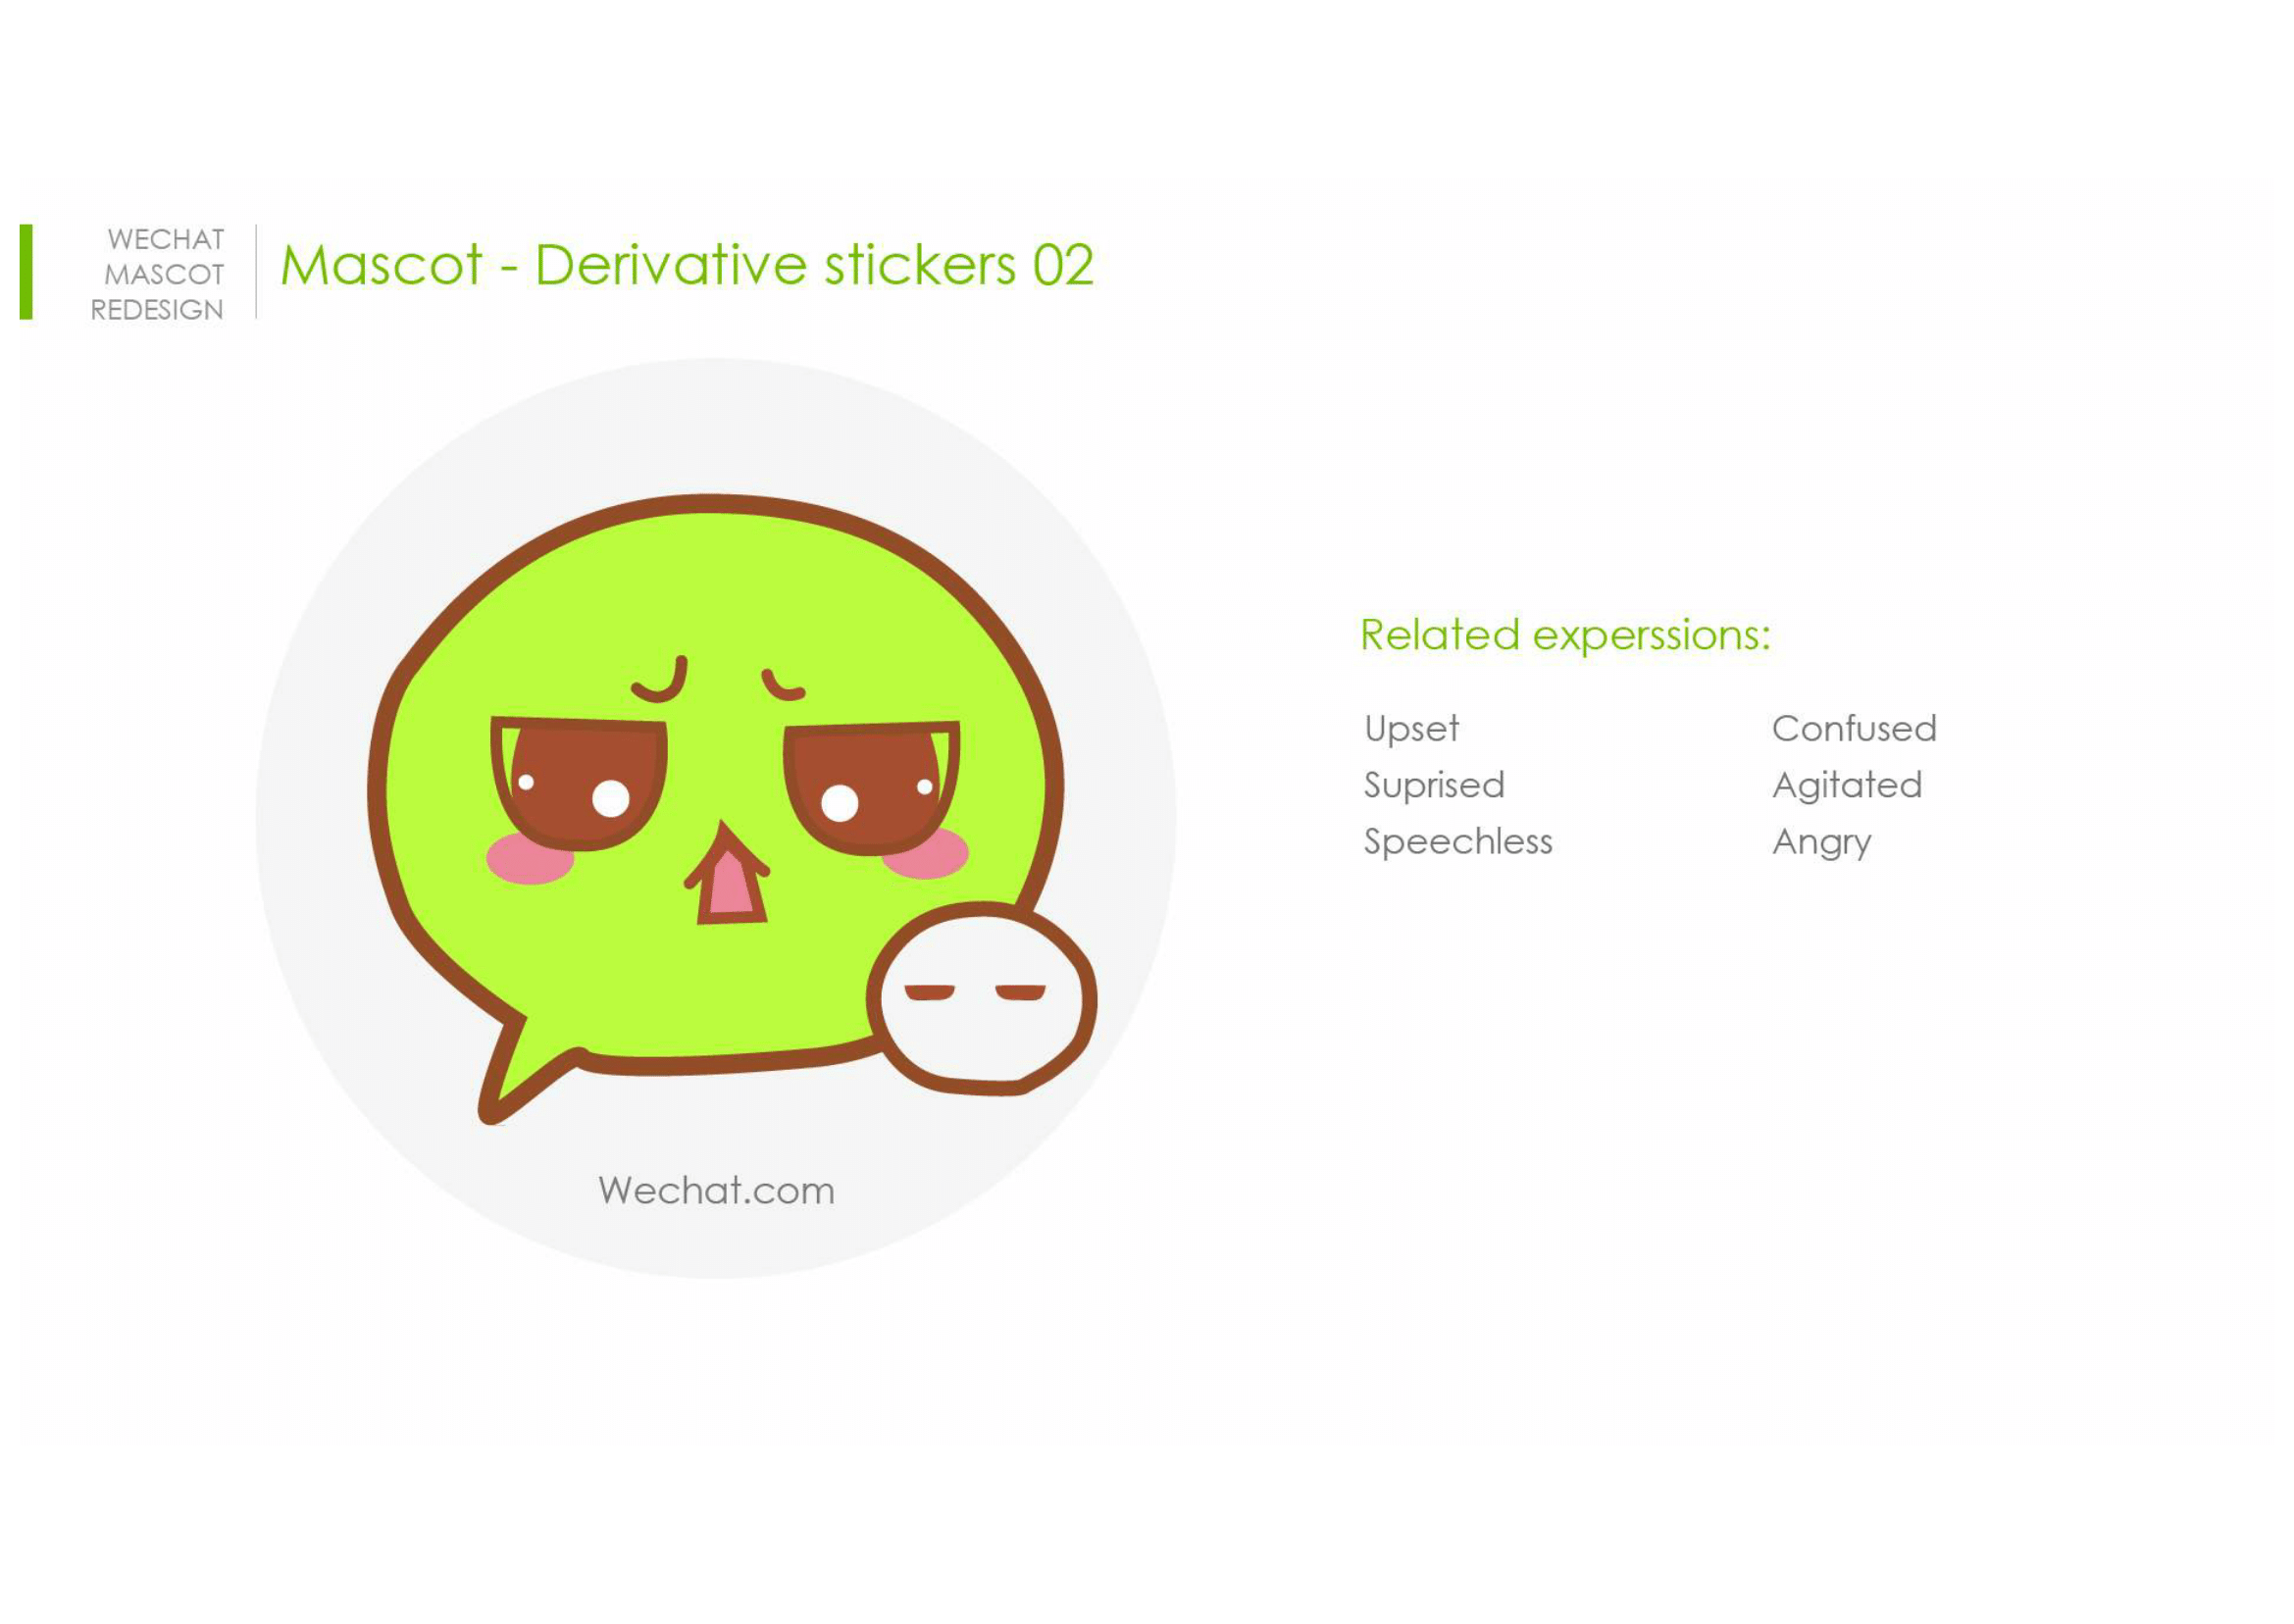 WECHAT
MASCOT
REDESIGN
Mascot - Derivative stickers 02
Related experssions:
Upset
Suprised
Speechless
Confused
Agitated
Angry
Wechat.com